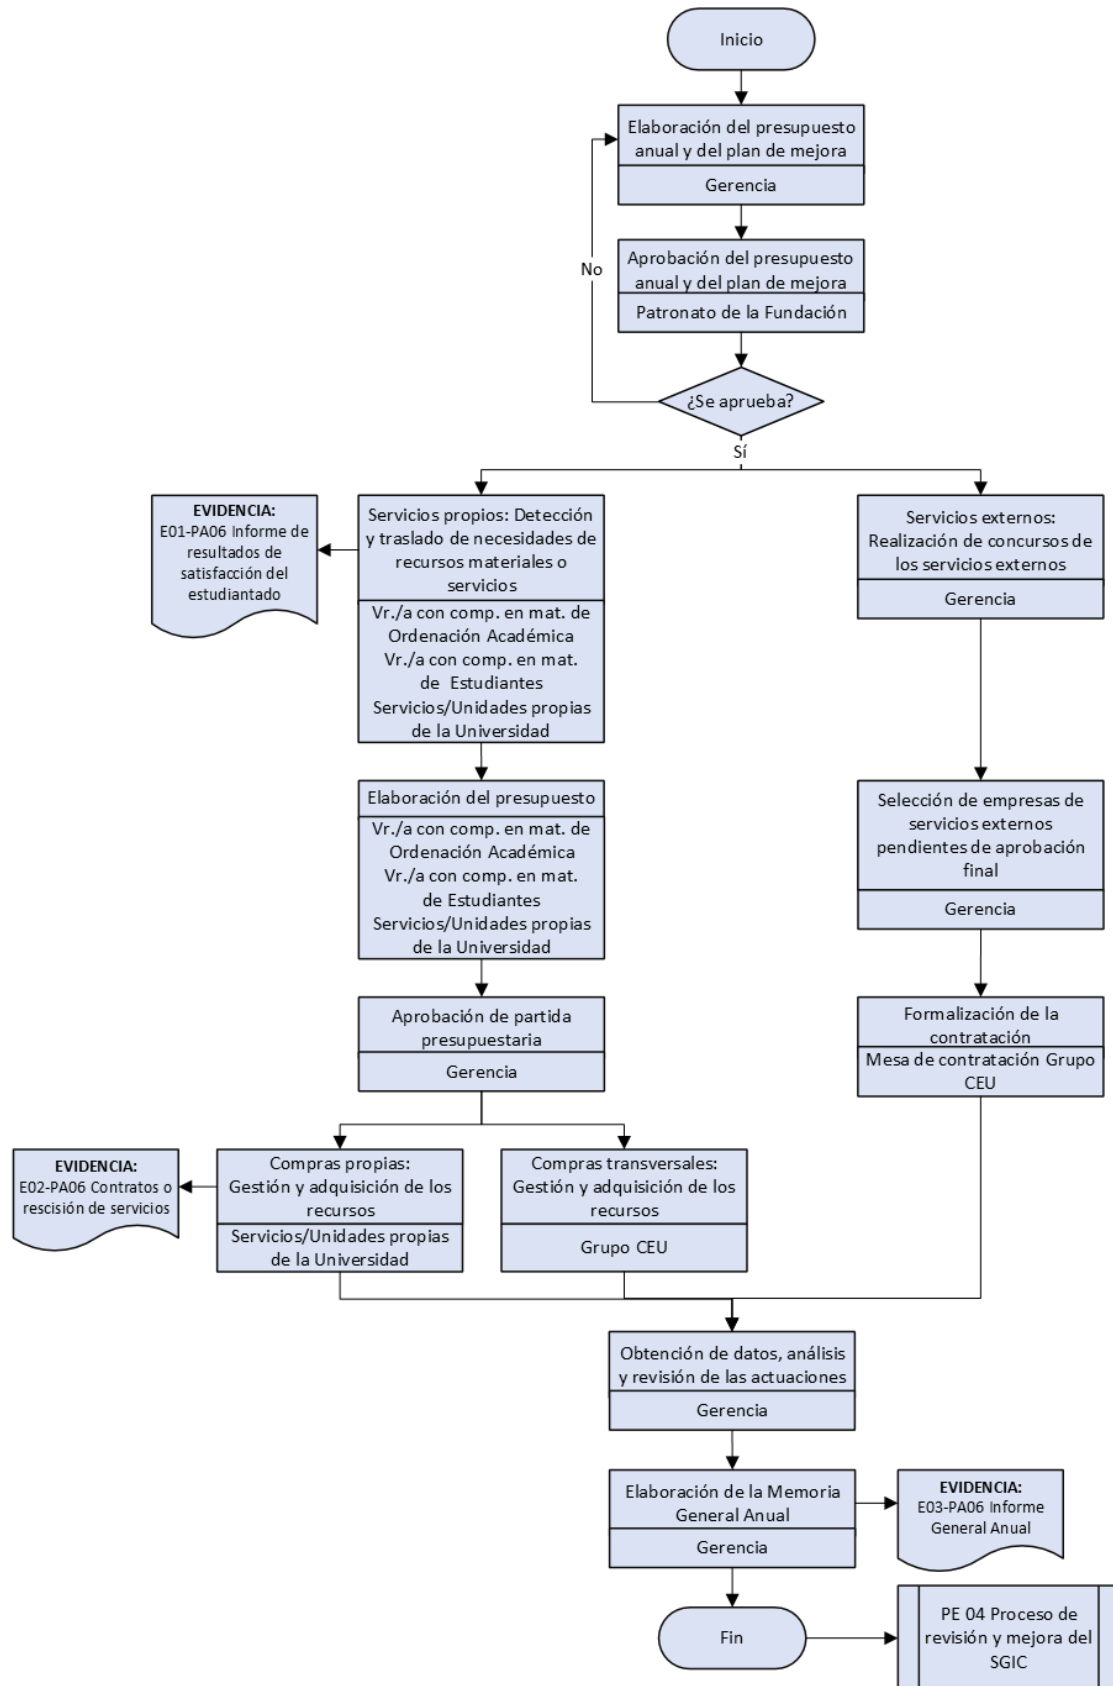 Inicio
Elaboración del presupuesto
anual y del plan de mejora
Gerencia
Aprobación del presupuesto
anual y del plan de mejora
Patronato de la Fundación
No
¿Se aprueba?
Sí
EVIDENCIA:
E01-PA06 Informe de
resultados de
satisfacción del
estudiantado
Servicios propios: Detección
y traslado de necesidades de
recursos materiales o
servicios
Vr./a con comp. en mat. de
Ordenación Académica
Vr./a con comp. en mat.
de Estudiantes
Servicios/Unidades propias
de la Universidad
Servicios externos:
Realización de concursos de
los servicios externos
Gerencia
Elaboración del presupuesto
Vr./a con comp. en mat. de
Ordenación Académica
Vr./a con comp. en mat.
de Estudiantes
Servicios/Unidades propias
de la Universidad
Selección de empresas de
servicios externos
pendientes de aprobación
final
Gerencia
Aprobación de partida
presupuestaria
Gerencia
Formalización de la
contratación
Mesa de contratación Grupo
CEU
EVIDENCIA:
E02-PA06 Contratos o
rescisión de servicios
Compras propias:
Gestión y adquisición de los
recursos
Servicios/Unidades propias
de la Universidad
Compras transversales:
Gestión y adquisición de los
recursos
Grupo CEU
Obtención de datos, análisis
y revisión de las actuaciones
Gerencia
Elaboración de la Memoria
General Anual
Gerencia
EVIDENCIA:
E03-PA06 Informe
General Anual
Fin
PE 04 Proceso de
revisión y mejora del
SGIC